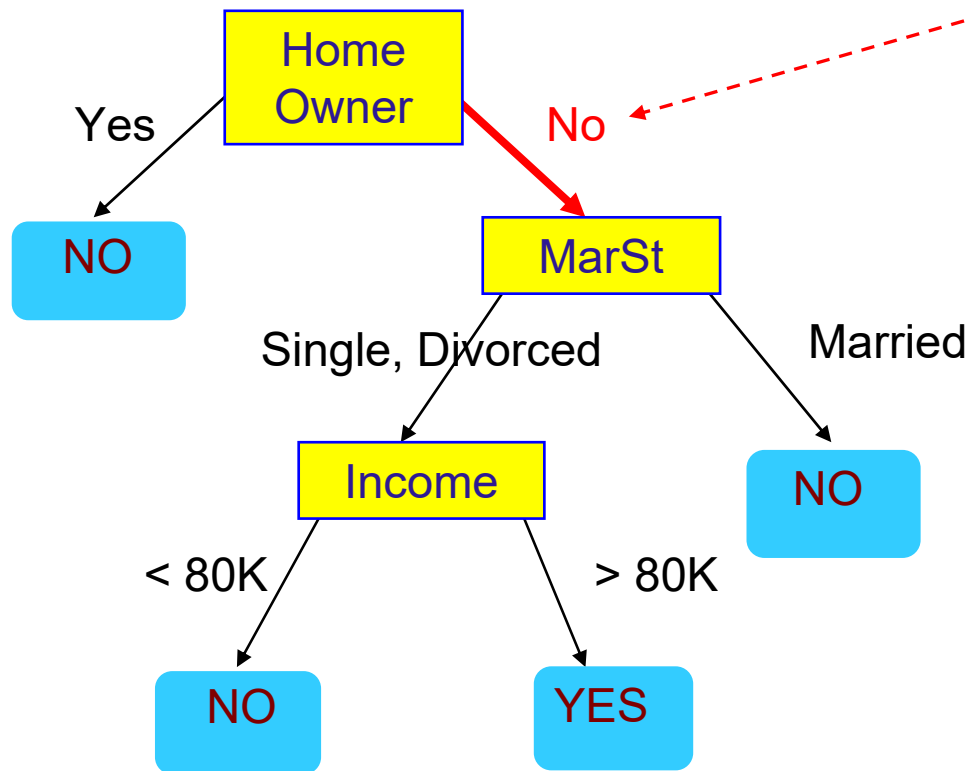 Home
Owner
Yes
No
NO
MarSt
Single, Divorced
Married
Income
NO
< 80K
> 80K
NO
YES